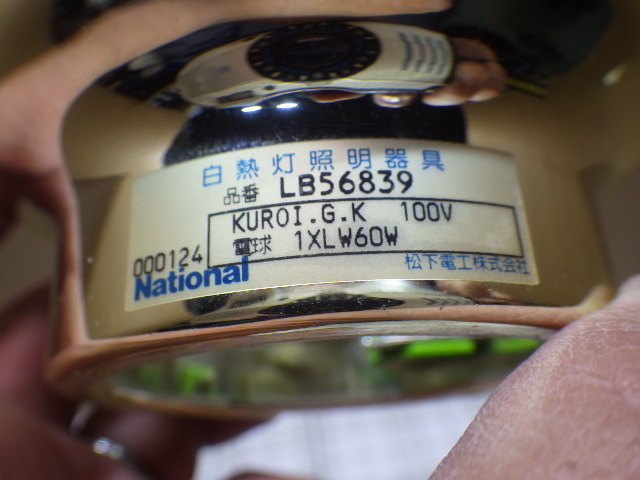 白熱灯照明器具
品番 LB56839
KUROI.G.K 100V
電球 1XLW60W
000124
National 松下電工株式会社